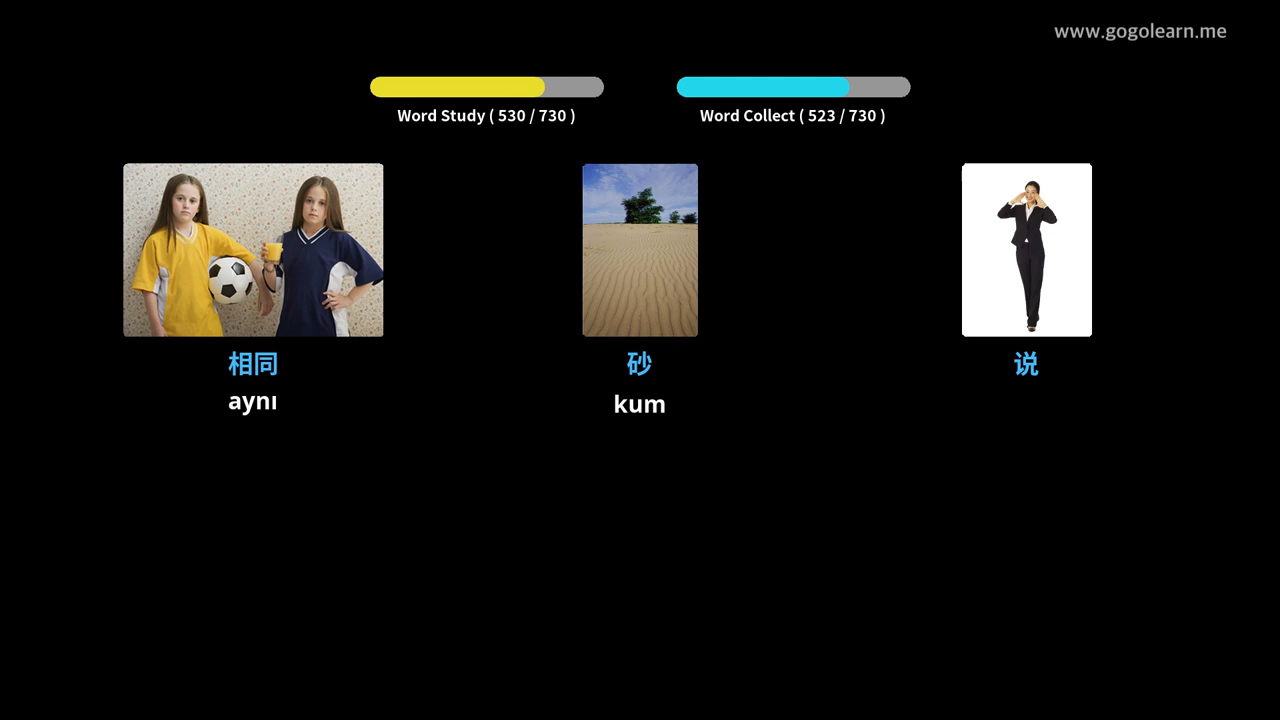 www.gogolearn.me
Word Study ( 530 / 730 )
Word Collect ( 523 / 730 )
相同
aynı
砂
kum
说